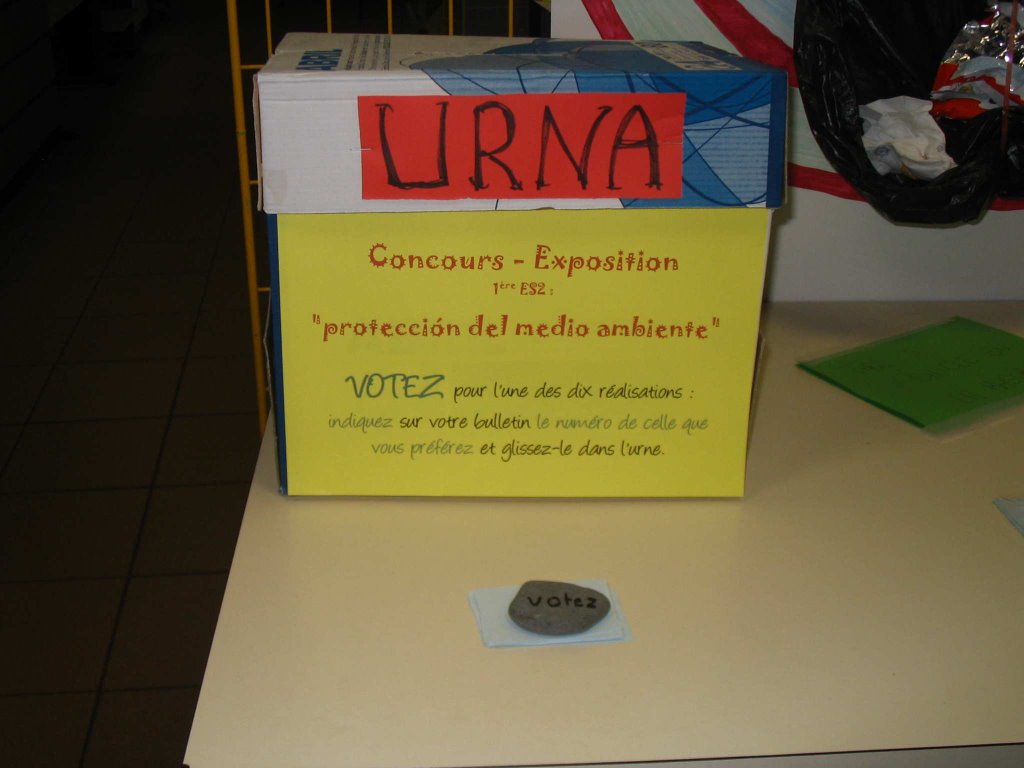 URNA
Concours - Exposition
1ère ES2 :
"protección del medio ambiente"
VOTEZ pour l'une des dix réalisations :
indiquez sur votre bulletin le numéro de celle que
vous préférez et glissez-le dans l'urne.
votez